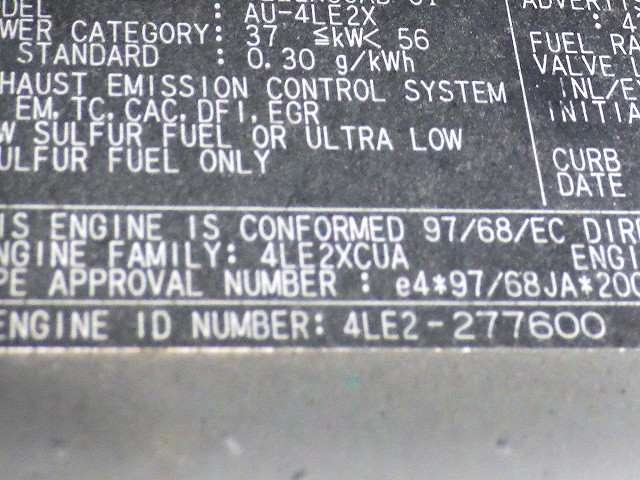 AU-4LE2X
WER CATEGORY: 37 ≦kW< 56
STANDARD : 0.30 g/kWh
HAUST EMISSION CONTROL SYSTEM
EM, TC, CAC, DFI, EGR
W SULFUR FUEL OR ULTRA LOW
ULFUR FUEL ONLY
: 4
FUEL RA
VALVE L
INL/E
INITIA
CURB
DATE
IS ENGINE IS CONFORMED 97/68/EC DIR
NGINE FAMILY: 4LE2XCUA ENGI
PE APPROVAL NUMBER : e4*97/68JA*200
ENGINE ID NUMBER: 4LE2-277600